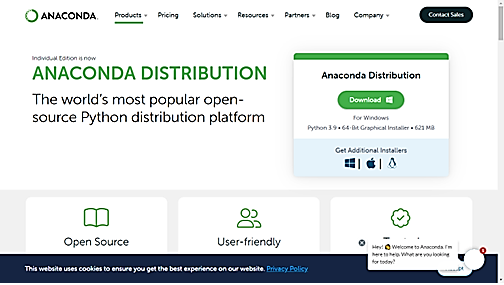 ANACONDA.
Products
Pricing
Solutions
Resources
Partners
Blog
Company
Contact Sales
Individual Edition is now
ANACONDA DISTRIBUTION
The world's most popular open-
source Python distribution platform
Anaconda Distribution
Download
For Windows
Python 3.9 • 64-Bit Graphical Installer • 621 MB
Get Additional Installers
Open Source
User-friendly
Hey! Welcome to Anaconda. I'm
here to help. What are you looking
for today?
This website uses cookies to ensure you get the best experience on our website. Privacy Policy